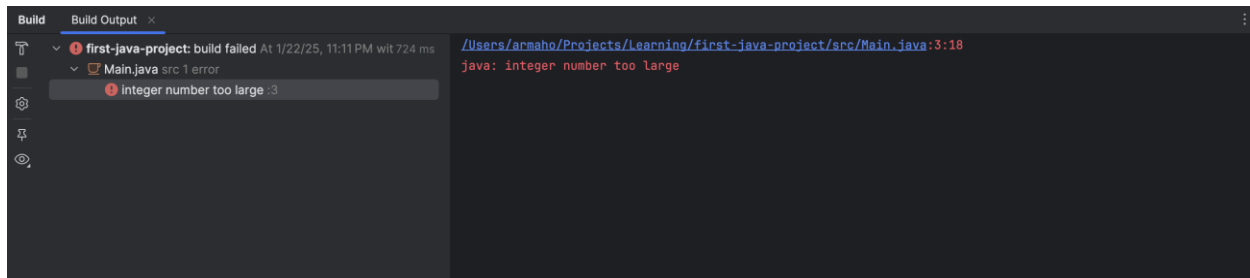 Build Build Output ×
first-java-project: build failed At 1/22/25, 11:11 PM wit 724 ms
Main.java src 1 error
integer number too large :3
/Users/armaho/Projects/Learning/first-java-project/src/Main.java:3:18
java: integer number too large